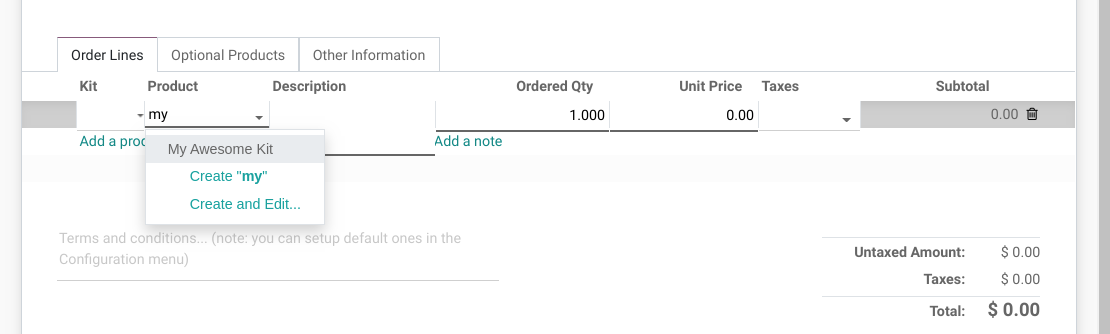 Order Lines Optional Products Other Information
Kit Product Description Ordered Qty Unit Price Taxes Subtotal
my 1.000 0.00 0.00
Add a prod Add a note
My Awesome Kit
Create "my"
Create and Edit...
Terms and conditions... (note: you can setup default ones in the
Configuration menu)
Untaxed Amount: $ 0.00
Taxes: $ 0.00
Total: $ 0.00